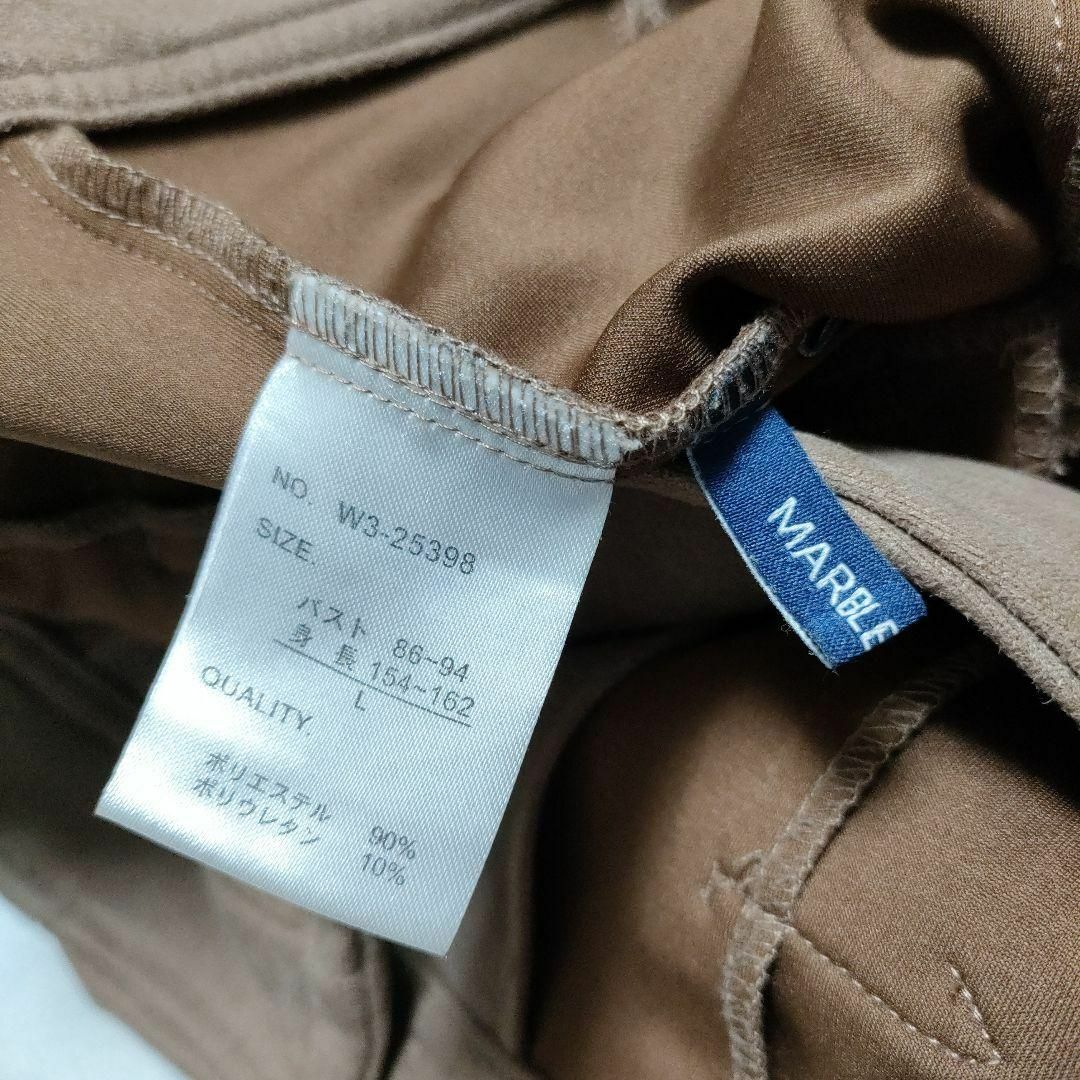 NO. W3-25398
SIZE.
バスト 86~94
身 長 154~162
L
QUALITY.
ポリエステル 90%
ポリウレタン 10%
MARBLE